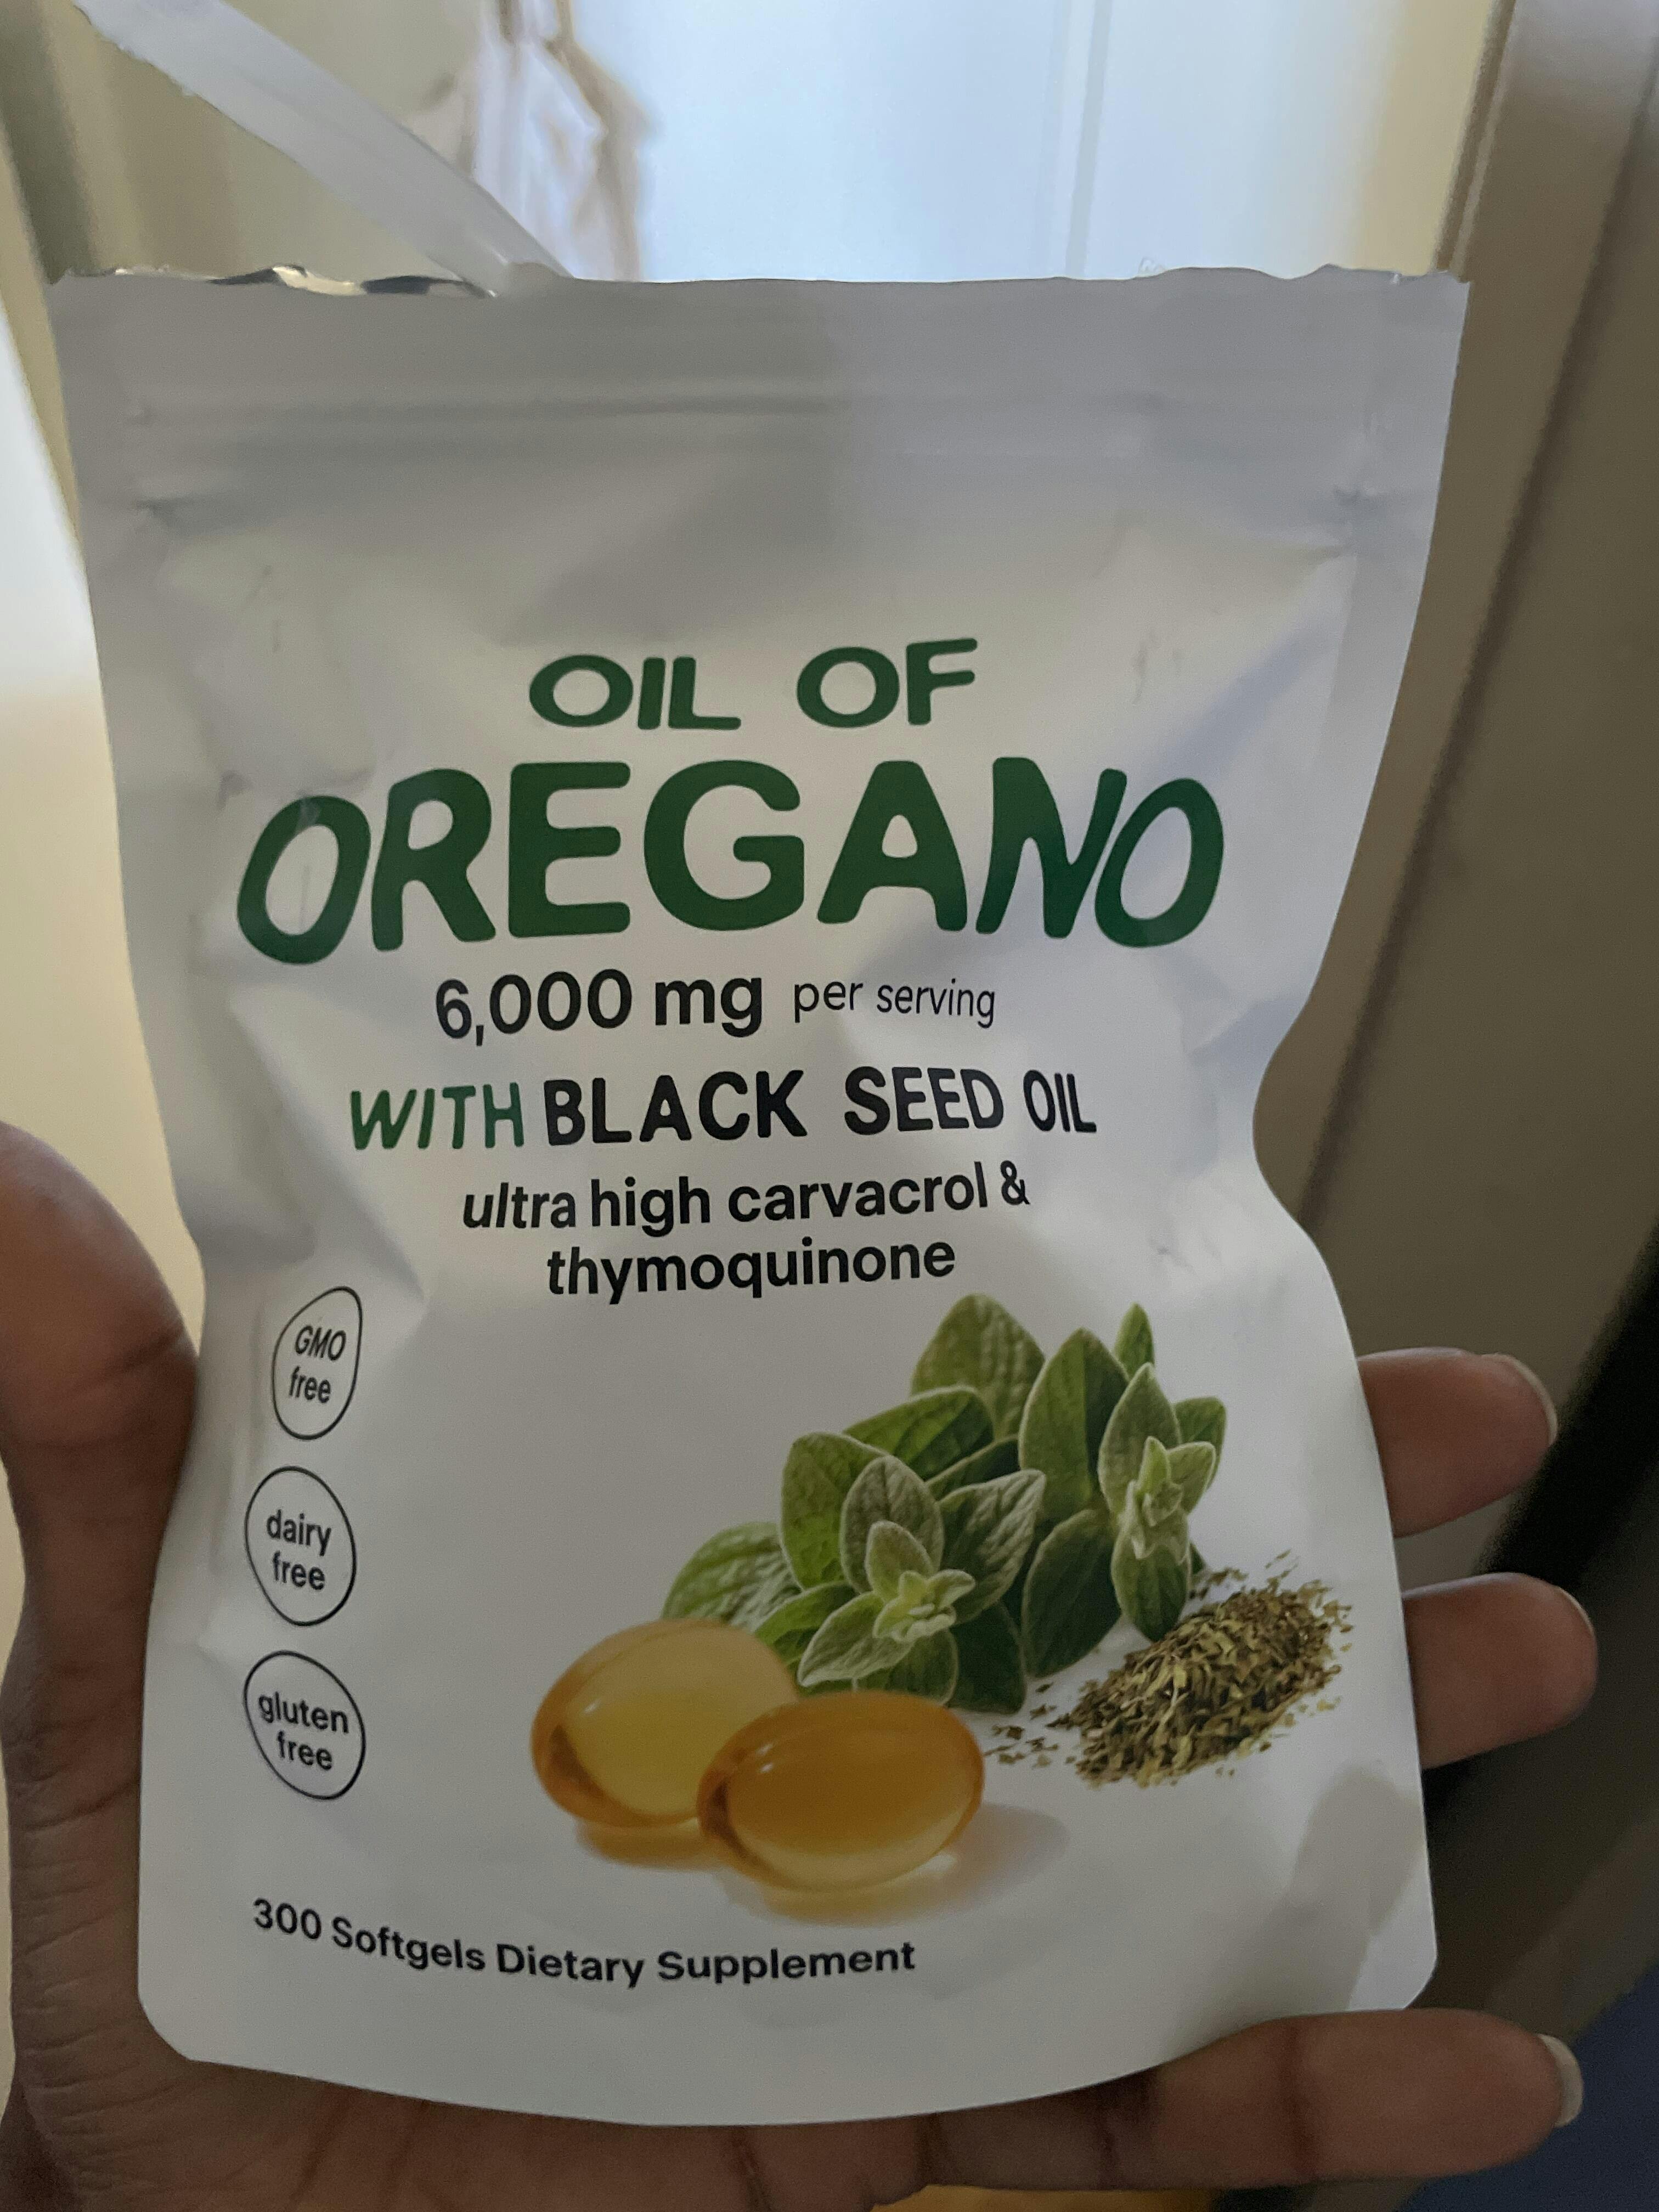 OIL OF
OREGANO
6,000 mg per serving
WITH BLACK SEED OIL
ultra high carvacrol &
thymoquinone
GMO
free
dairy
free
gluten
free
300 Softgels Dietary Supplement